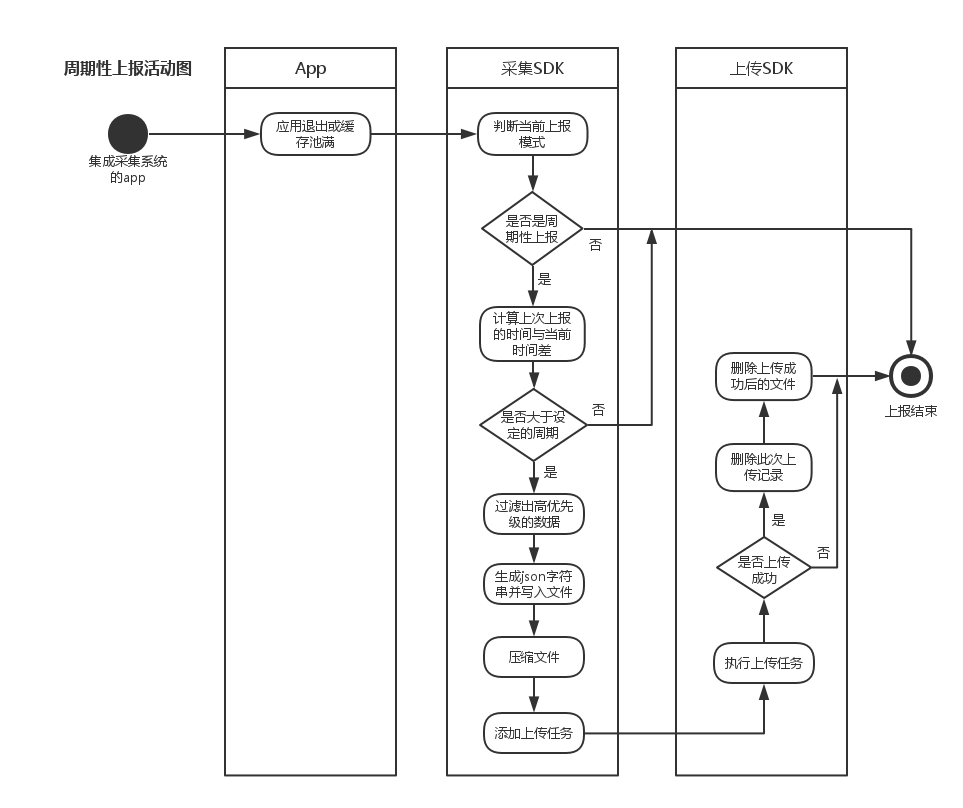 周期性上报活动图
App
采集SDK
上传SDK
集成采集系统
的app
应用退出或缓
存池满
判断当前上报
模式
是否是周
期性上报
否
是
计算上次上报
的时间与当前
时间差
是否大于设
定的周期
否
是
过滤出高优先
级的数据
生成json字符
串并写入文件
压缩文件
添加上传任务
执行上传任务
是否上传
成功
否
是
删除此次上
传记录
删除上传成
功后的文件
上报结束